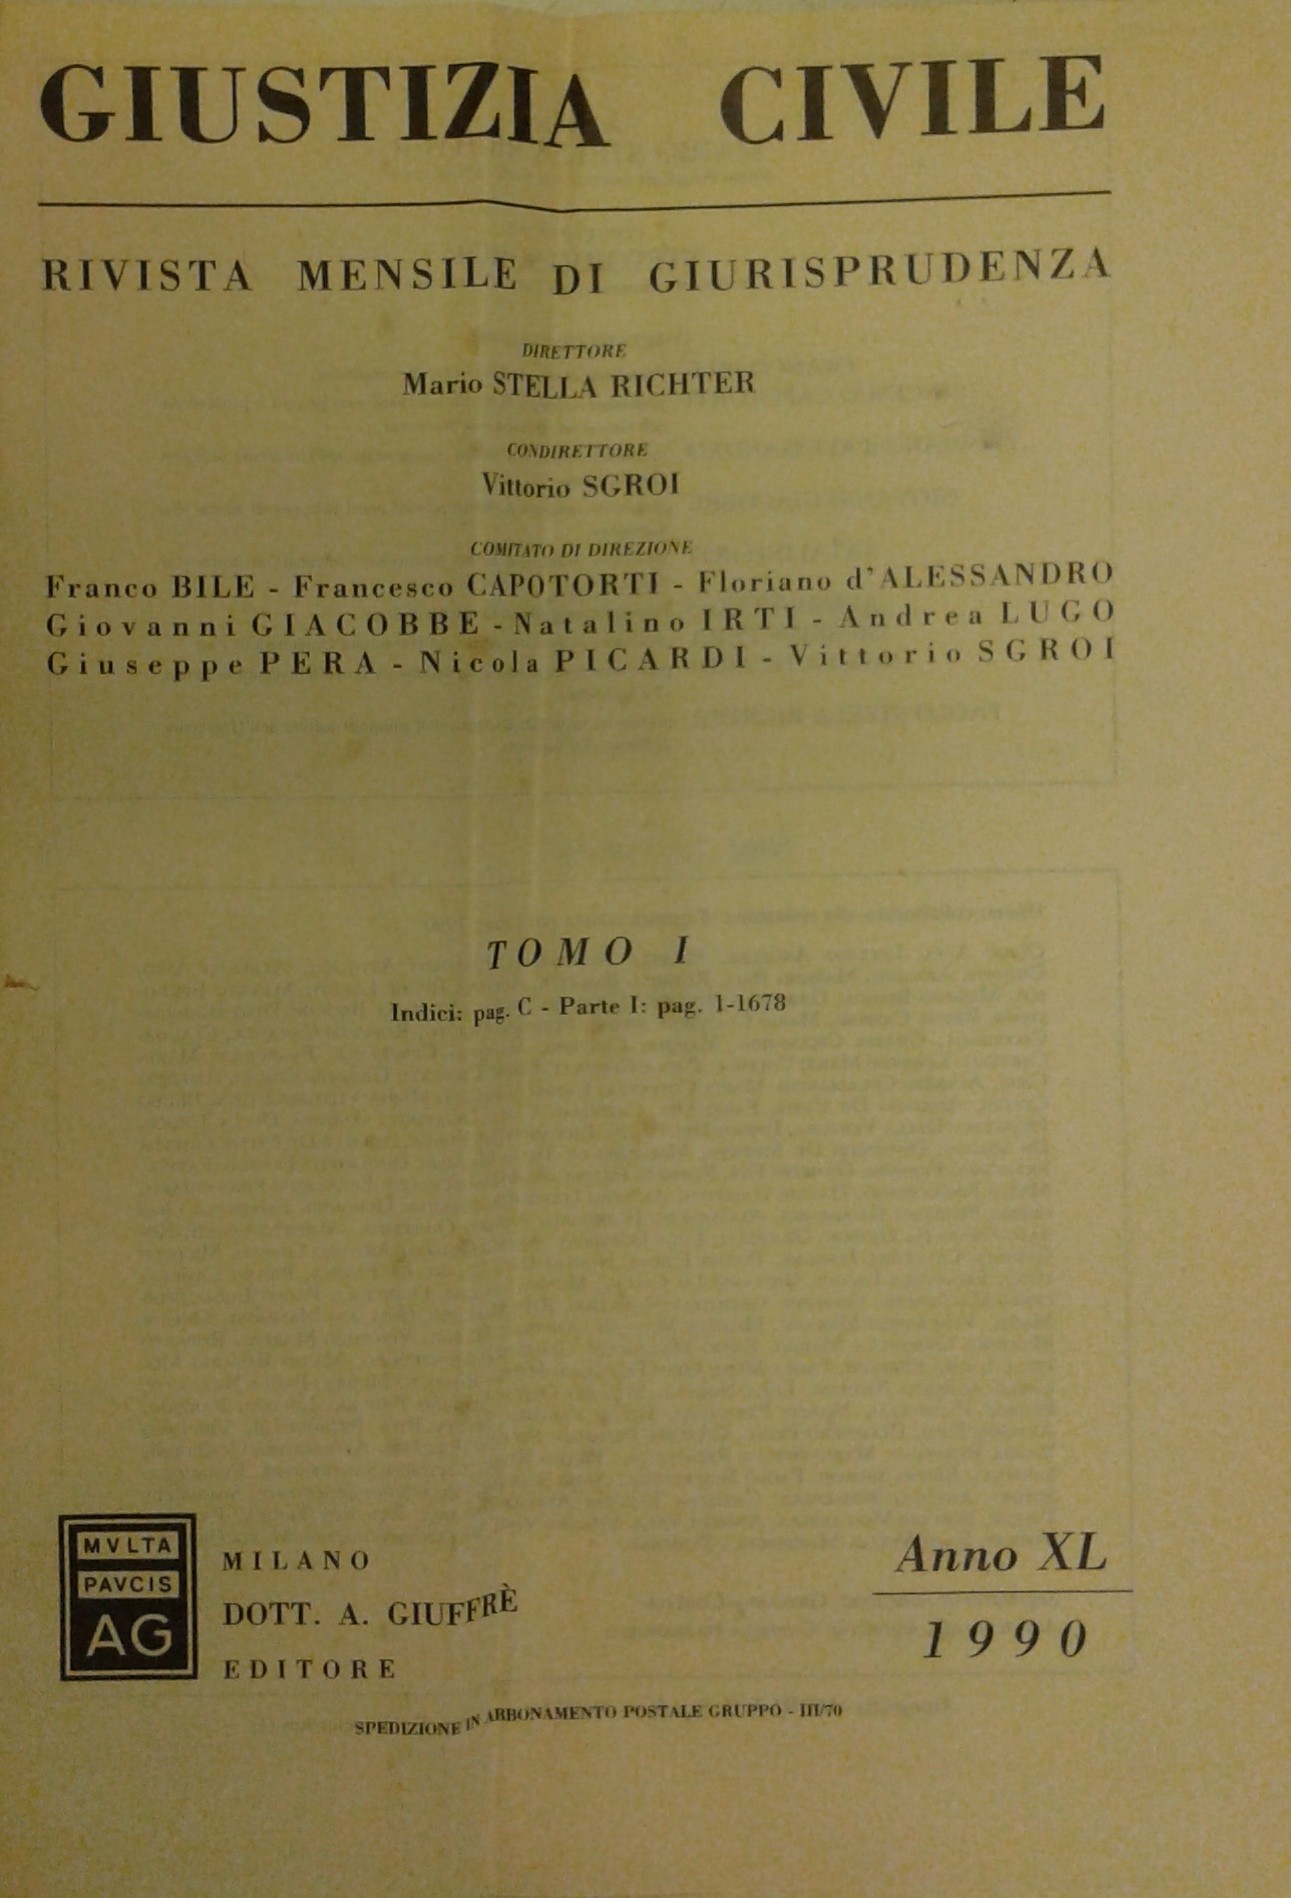 GIUSTIZIA CIVILE
RIVISTA MENSILE DI GIURISPRUDENZA
DIRETTORE
Mario STELLA RICHTER
CONDIRETTORE
Vittorio SGROI
COMITATO DI DIREZIONE
Franco BILE - Francesco CAPOTORTI - Floriano d'ALESSANDRO
Giovanni GIACOBBE - Natalino IRTI - Andrea LUGO
Giuseppe PERA - Nicola PICARDI - Vittorio SGROI
TOMO I
Indici: pag. C - Parte I: pag. 1-1678
MVLTA
PAVCIS
AG
MILANO
DOTT. A. GIUFFRÈ
EDITORE
Anno XL
1990
SPEDIZIONE IN ABBONAMENTO POSTALE GRUPPO - III/70